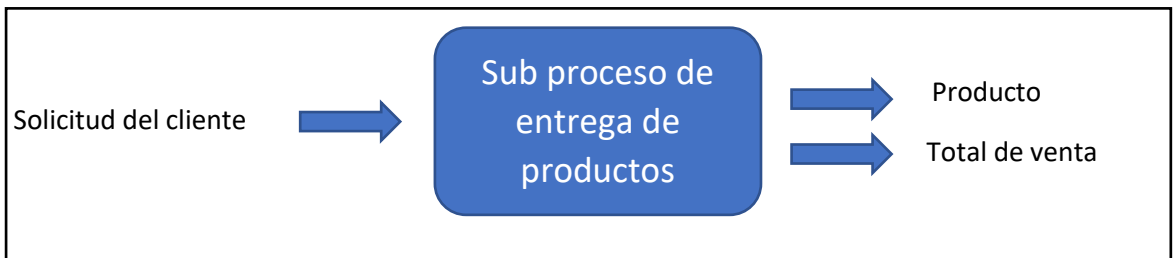 Solicitud del cliente
Sub proceso de
entrega de
productos
Producto
Total de venta